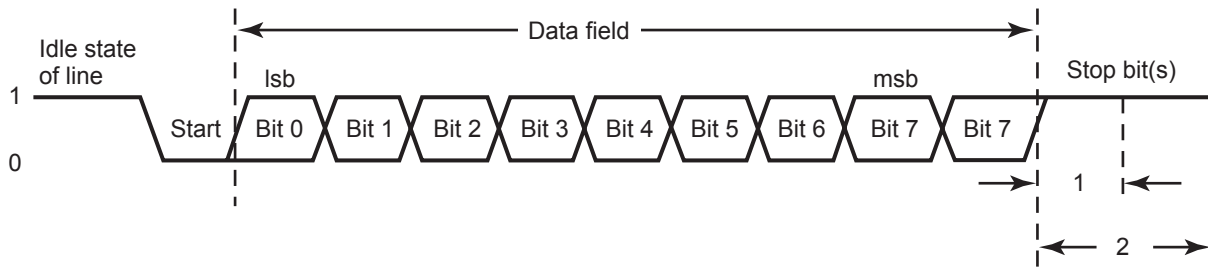 Data field
Idle state
of line
lsb
msb
Stop bit(s)
1
Start
Bit 0
Bit 1
Bit 2
Bit 3
Bit 4
Bit 5
Bit 6
Bit 7
Bit 7
0
1
2